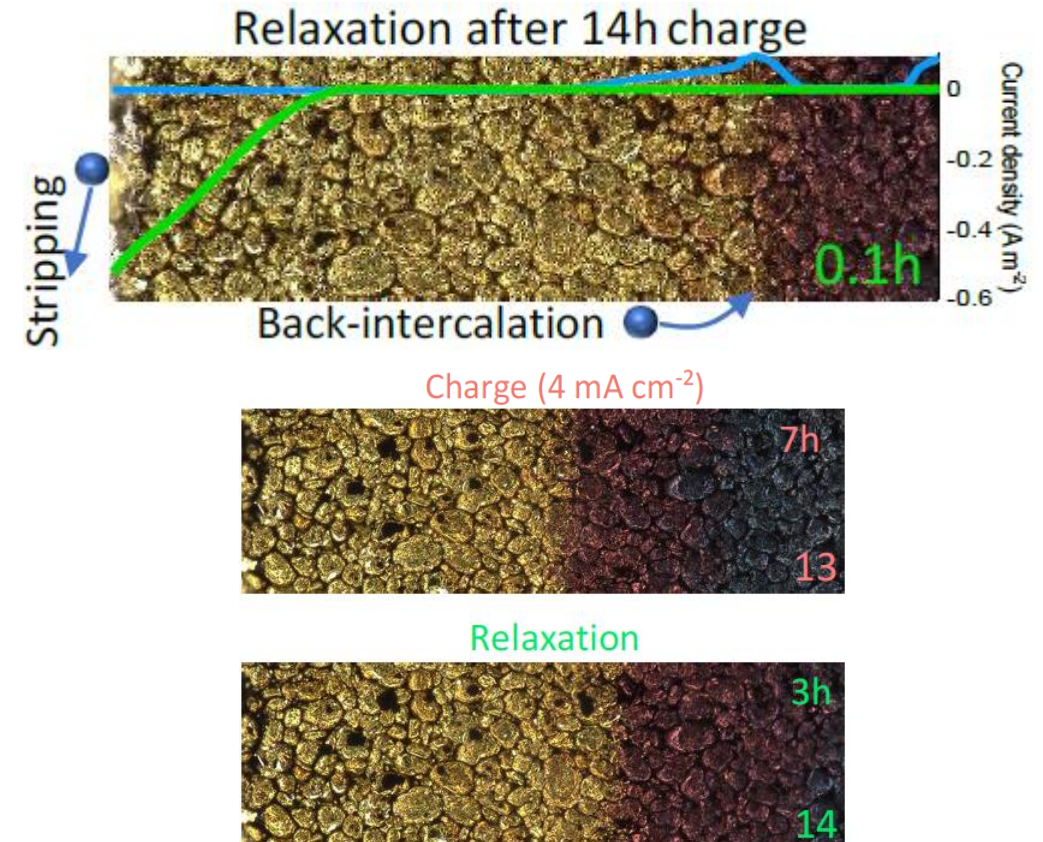 Relaxation after 14h charge
0
-0.2
-0.4
-0.6
Current density (A m⁻²)
Stripping
0.1h
Back-intercalation
Charge (4 mA cm⁻²)
7h
13
Relaxation
3h
14